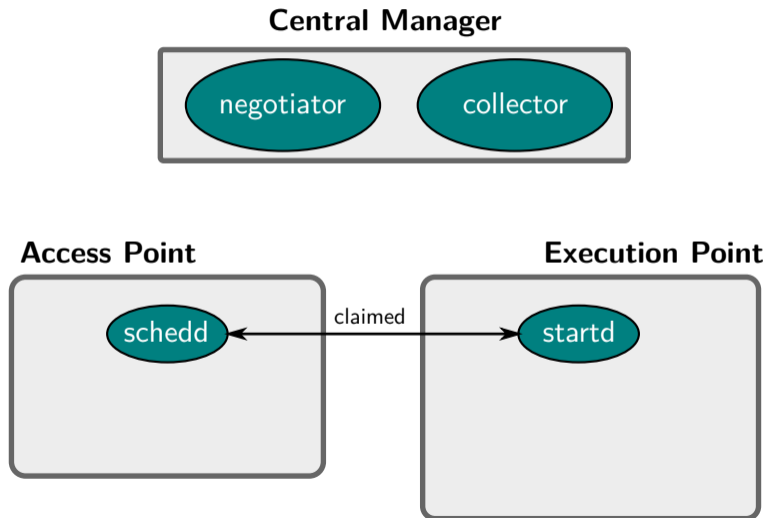 Central Manager
negotiator
collector
Access Point
Execution Point
schedd
claimed
startd